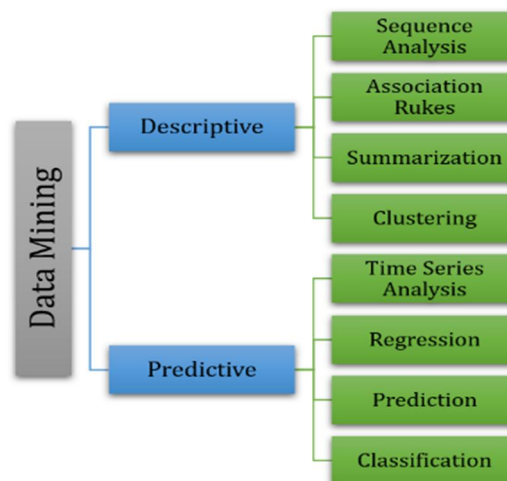 Data Mining
Descriptive
Sequence
Analysis
Association
Rukes
Summarization
Clustering
Predictive
Time Series
Analysis
Regression
Prediction
Classification